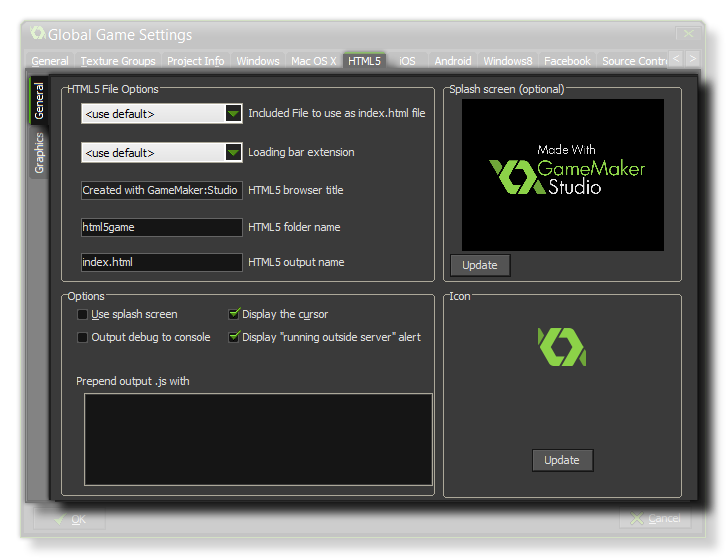 Global Game Settings
General Texture Groups Project Info Windows Mac OS X HTML5 iOS Android Windows8 Facebook Source Contr
General
Graphics
HTML5 File Options
<use default> Included File to use as index.html file
<use default> Loading bar extension
Created with GameMaker:Studio HTML5 browser title
html5game HTML5 folder name
index.html HTML5 output name
Splash screen (optional)
Made With
GameMaker
Studio
Update
Options
Use splash screen Display the cursor
Output debug to console Display "running outside server" alert
Prepend output .js with
Icon
Update
OK Cancel